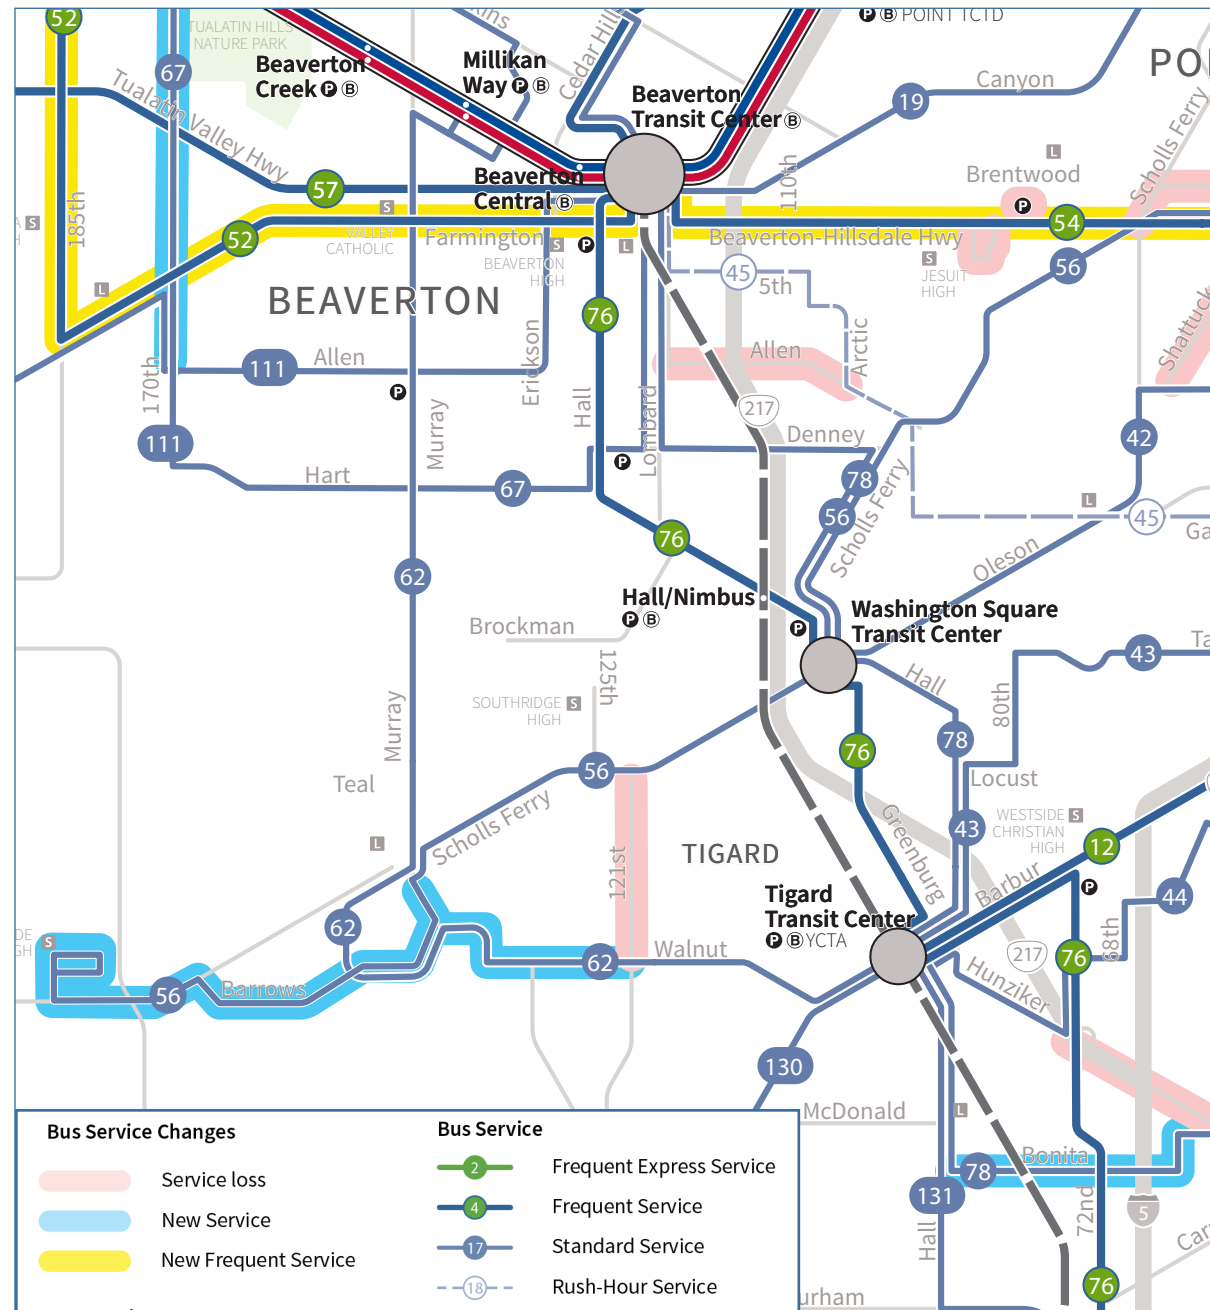 52
TUALATIN HILLS
NATURE PARK
67
Beaverton
Creek P B
Millikan
Way P B
Cedar Hill
P B POINT TCTD
Beaverton
Transit Center B
19
Canyon
Scholls Ferry
Tualatin Valley Hwy
57
Beaverton
Central B
110th
L
Brentwood
P
54
185th
S
S
VALLEY
CATHOLIC
52
Farmington
S
BEAVERTON
HIGH
P
L
Beaverton-Hillsdale Hwy
S
JESUIT
HIGH
56
45
5th
L
BEAVERTON
76
Arctic
Shattuck
Allen
111
Allen
Erickson
170th
P
Hall
Lombard
217
Murray
111
Denney
42
Hart
67
P
78
56
Scholls Ferry
L
45
Ga
76
Oleson
62
Hall/Nimbus
P B
P
Washington Square
Transit Center
Brockman
125th
Hall
80th
43
Ta
SOUTHRIDGE
HIGH
S
Murray
78
76
56
Teal
Locust
Scholls Ferry
L
Greenburg
43
WESTSIDE
CHRISTIAN
HIGH
S
12
TIGARD
121st
Barbur
P
Tigard
Transit Center
P B YCTA
44
62
68th
DE
GH
S
62
Walnut
217
76
56
Barrows
Hunziker
130
McDonald
L
Bonita
78
131
72nd
5
Hall
Car
76
urham
Bus Service Changes
Service loss
New Service
New Frequent Service
Bus Service
2 Frequent Express Service
4 Frequent Service
17 Standard Service
18 Rush-Hour Service